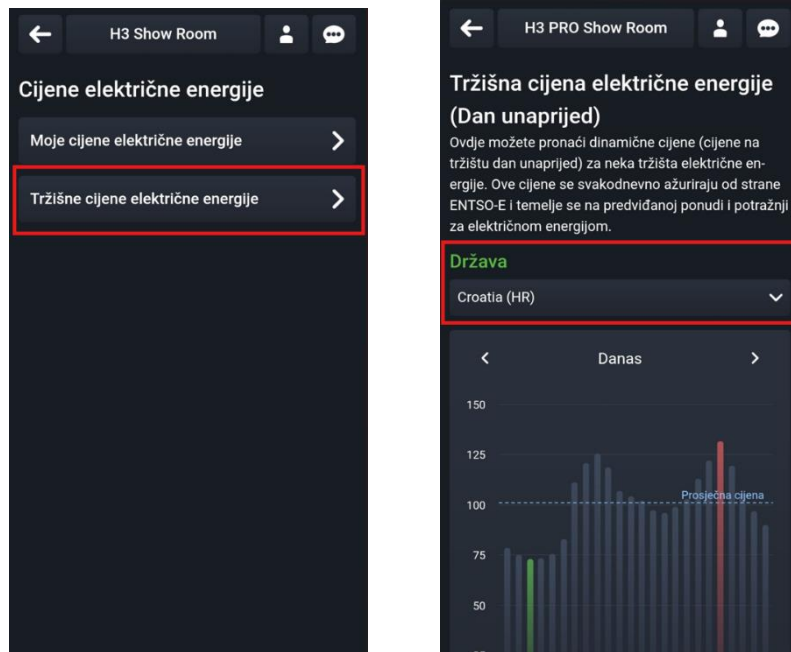 H3 Show Room
Cijene električne energije
Moje cijene električne energije
Tržišne cijene električne energije
H3 PRO Show Room
Tržišna cijena električne energije
(Dan unaprijed)
Ovdje možete pronaći dinamične cijene (cijene na
tržištu dan unaprijed) za neka tržišta električne en-
ergije. Ove cijene se svakodnevno ažuriraju od strane
ENTSO-E i temelje se na predviđanoj ponudi i potražnji
za električnom energijom.
Država
Croatia (HR)
Danas
150
125
Prosječna cijena
100
75
50